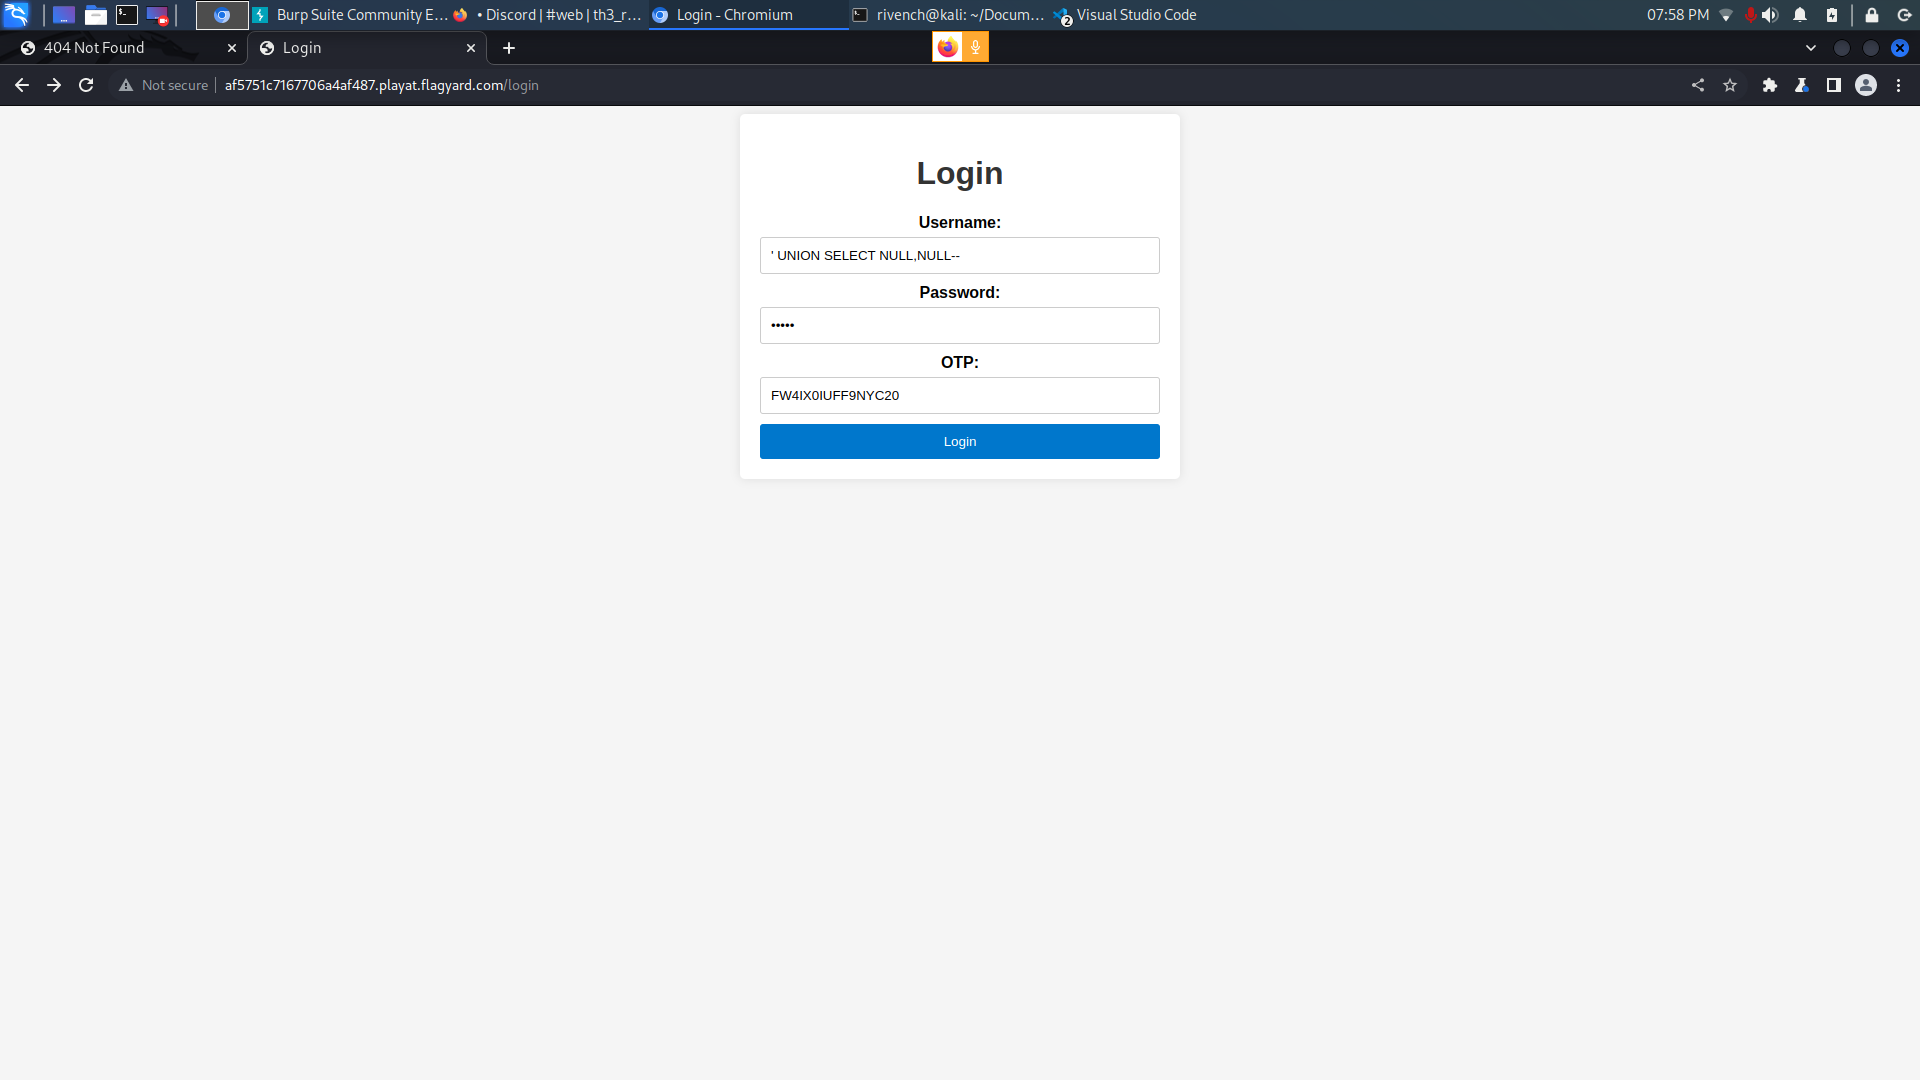 Burp Suite Community E...
• Discord | #web | th3_r...
Login - Chromium
rivench@kali: ~/Docum...
2
Visual Studio Code
07:58 PM
404 Not Found
Login
Not secure
af5751c7167706a4af487.playat.flagyard.com/login
Login
Username:
' UNION SELECT NULL,NULL--
Password:
•••••
OTP:
FW4IX0IUFF9NYC20
Login